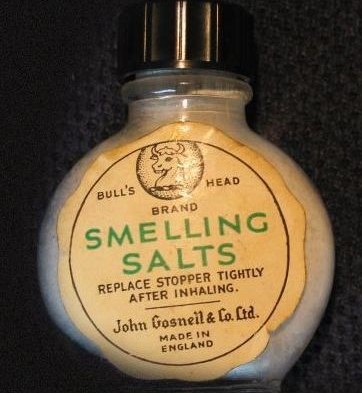 BULL'S HEAD
BRAND
SMELLING
SALTS
REPLACE STOPPER TIGHTLY
AFTER INHALING.
John Gosnell & Co. Ltd.
MADE IN
ENGLAND